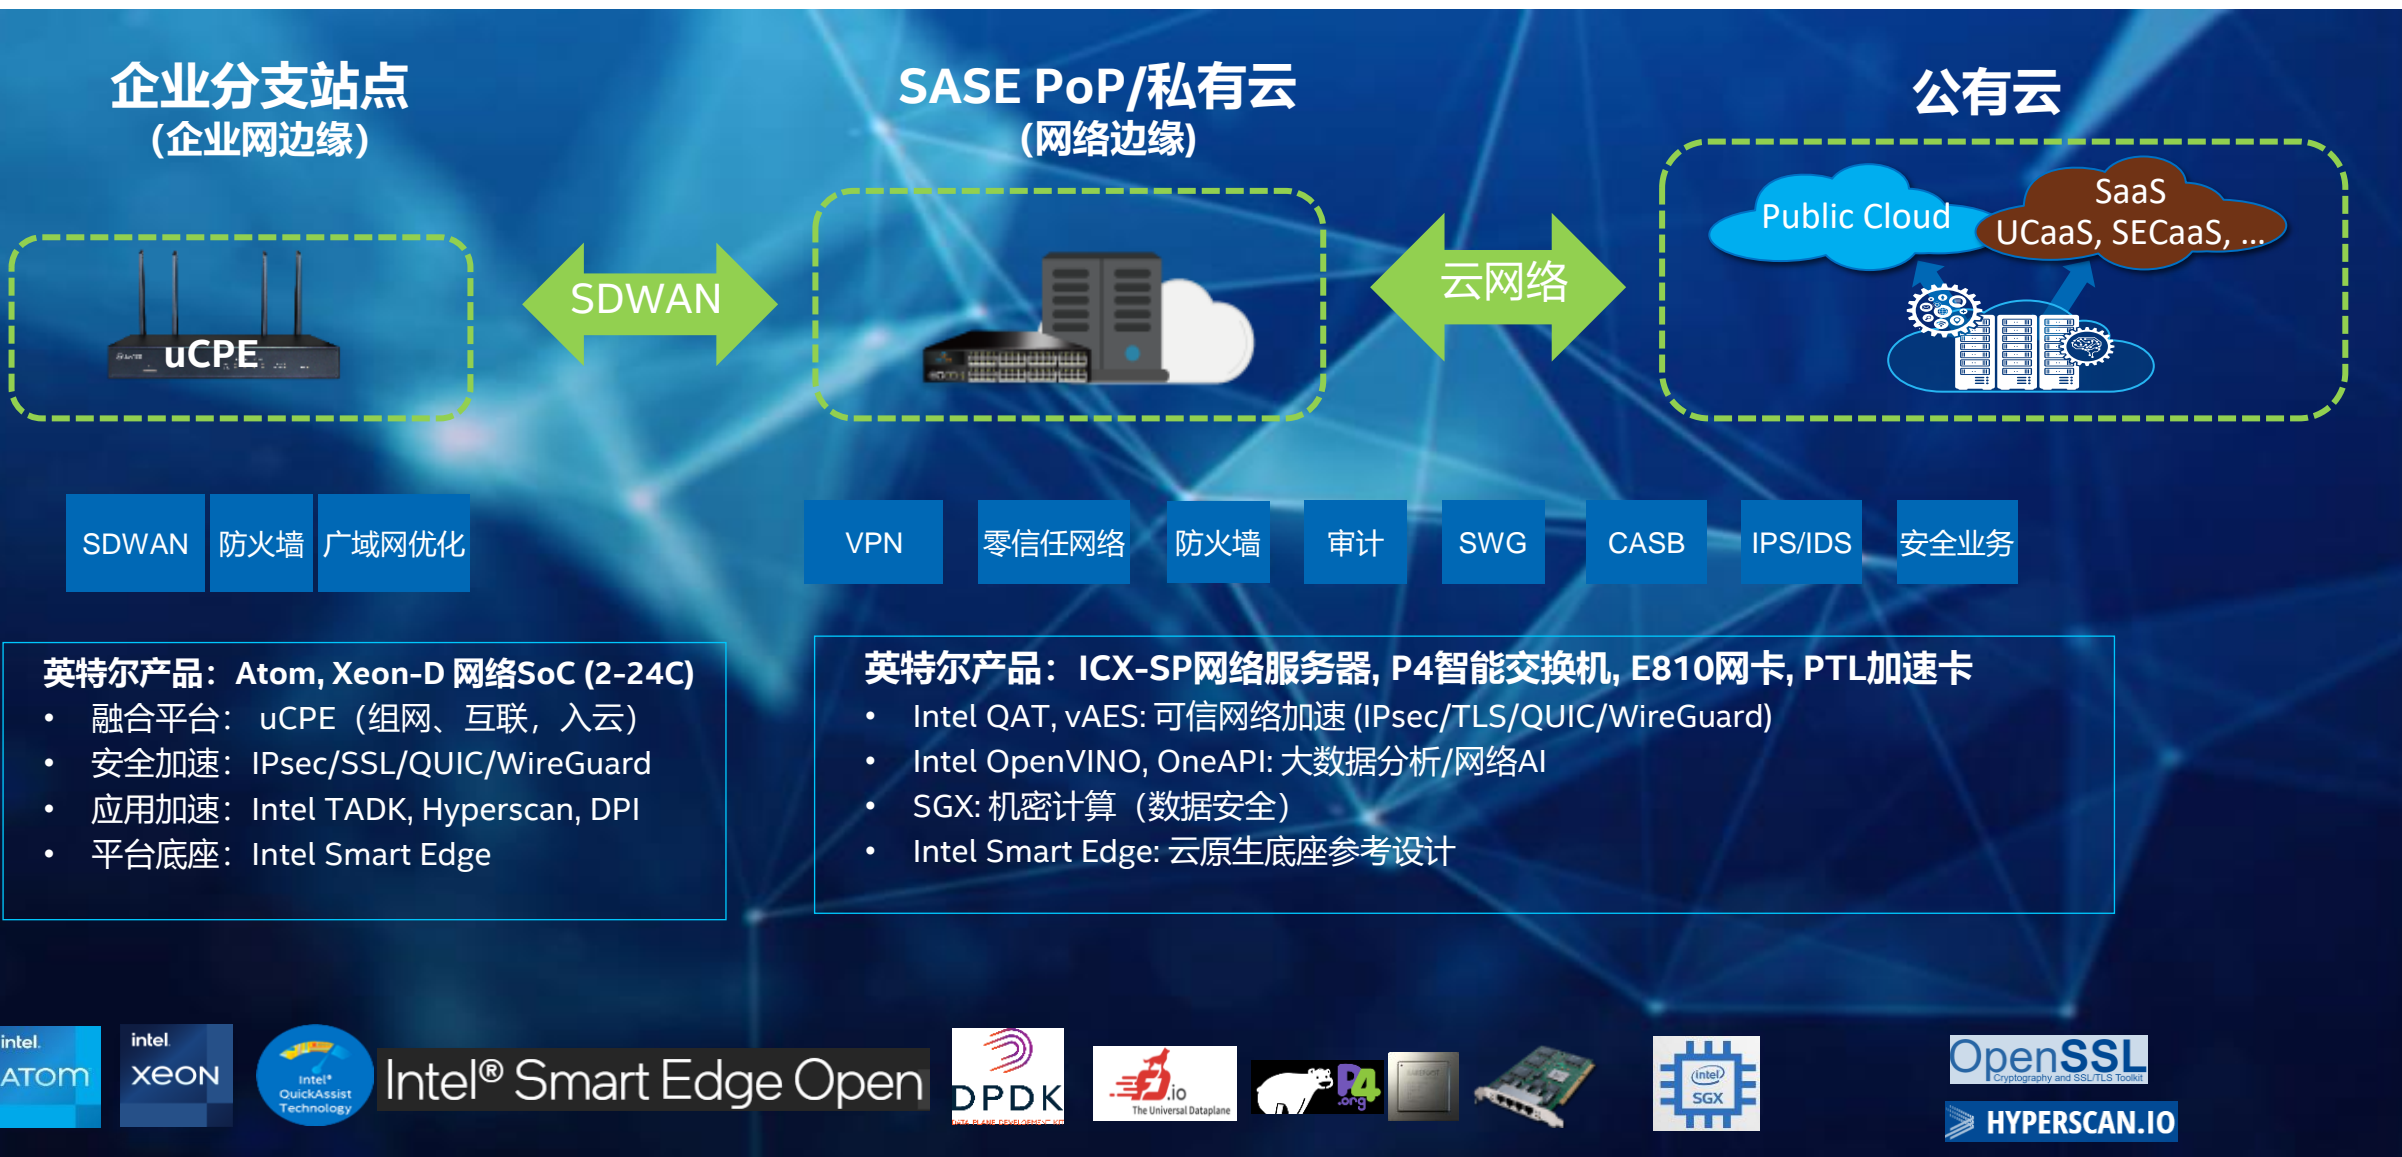 企业分支站点
（企业网边缘）
SASE PoP/私有云
(网络边缘)
公有云
Public Cloud
SaaS
UCaaS, SECaaS, ...
uCPE
SDWAN
云网络
SDWAN
防火墙
广域网优化
VPN
零信任网络
防火墙
审计
SWG
CASB
IPS/IDS
安全业务
英特尔产品：Atom, Xeon-D 网络SoC (2-24C)
• 融合平台： uCPE（组网、互联，入云）
• 安全加速：IPsec/SSL/QUIC/WireGuard
• 应用加速：Intel TADK, Hyperscan, DPI
• 平台底座：Intel Smart Edge
英特尔产品：ICX-SP网络服务器, P4智能交换机, E810网卡, PTL加速卡
• Intel QAT, vAES: 可信网络加速 (IPsec/TLS/QUIC/WireGuard)
• Intel OpenVINO, OneAPI: 大数据分析/网络AI
• SGX: 机密计算（数据安全）
• Intel Smart Edge: 云原生底座参考设计
intel.
ATOM
intel.
XEON
Intel®
QuickAssist
Technology
Intel® Smart Edge Open
DPDK
DATA PLANE DEVELOPMENT KIT
.io
The Universal Dataplane
P4
.org
intel
SGX
OpenSSL
Cryptography and SSL/TLS Toolkit
HYPERSCAN.IO